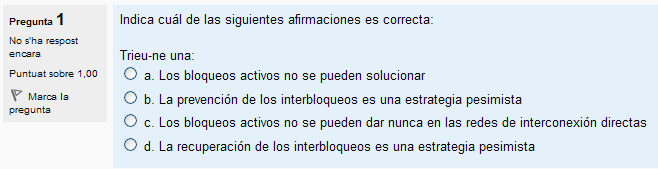 Pregunta 1
No s'ha respost
encara
Puntuat sobre 1,00
Marca la
pregunta
Indica cuál de las siguientes afirmaciones es correcta:
Trieu-ne una:
a. Los bloqueos activos no se pueden solucionar
b. La prevención de los interbloqueos es una estrategia pesimista
c. Los bloqueos activos no se pueden dar nunca en las redes de interconexión directas
d. La recuperación de los interbloqueos es una estrategia pesimista